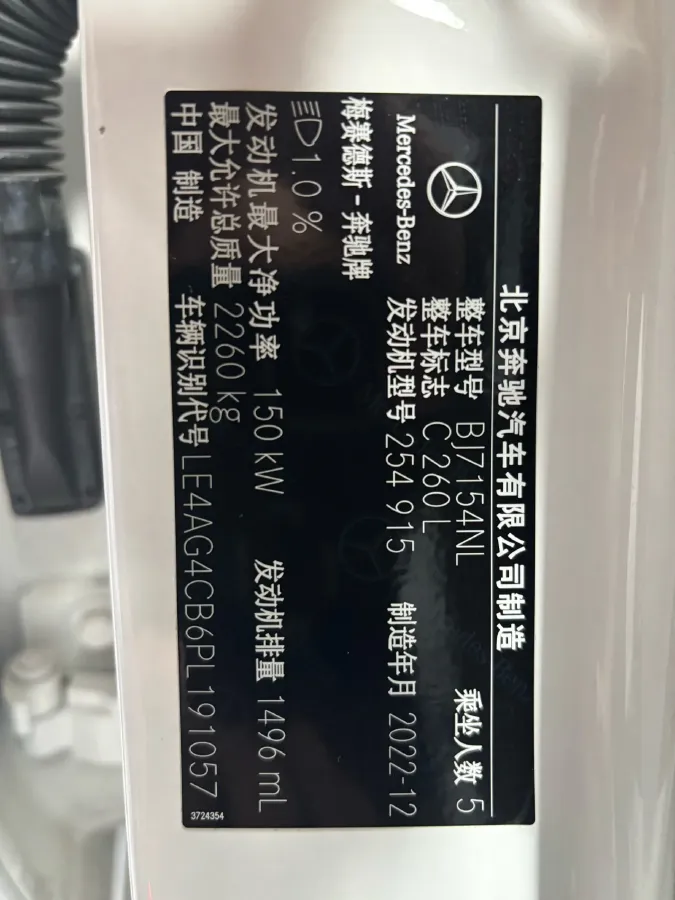 北京奔驰汽车有限公司制造
整车型号 BJ7154NL 乘坐人数 5
Mercedes-Benz 整车标志 C 260 L
发动机型号 254 915 制造年月 2022-12
梅赛德斯-奔驰牌
1.0 %
发动机最大净功率 150 kW 发动机排量 1496 mL
最大允许总质量 2260 kg
中国 制造 车辆识别代号 LE4AG4CB6PL191057
3724354